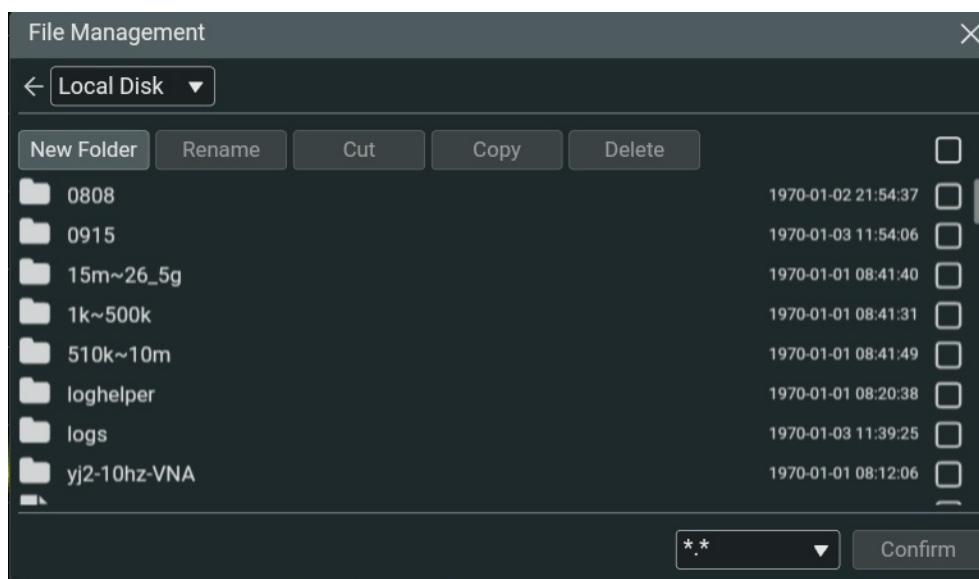 File Management
Local Disk
New Folder Rename Cut Copy Delete
0808 1970-01-02 21:54:37
0915 1970-01-03 11:54:06
15m~26_5g 1970-01-01 08:41:40
1k~500k 1970-01-01 08:41:31
510k~10m 1970-01-01 08:41:49
loghelper 1970-01-01 08:20:38
logs 1970-01-03 11:39:25
yj2-10hz-VNA 1970-01-01 08:12:06
*.* Confirm